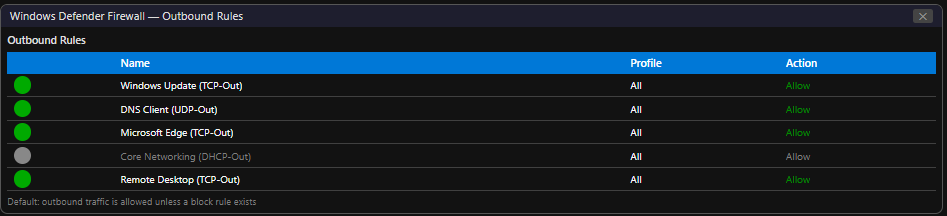 Windows Defender Firewall — Outbound Rules
Outbound Rules
Name Profile Action
Windows Update (TCP-Out) All Allow
DNS Client (UDP-Out) All Allow
Microsoft Edge (TCP-Out) All Allow
Core Networking (DHCP-Out) All Allow
Remote Desktop (TCP-Out) All Allow
Default: outbound traffic is allowed unless a block rule exists